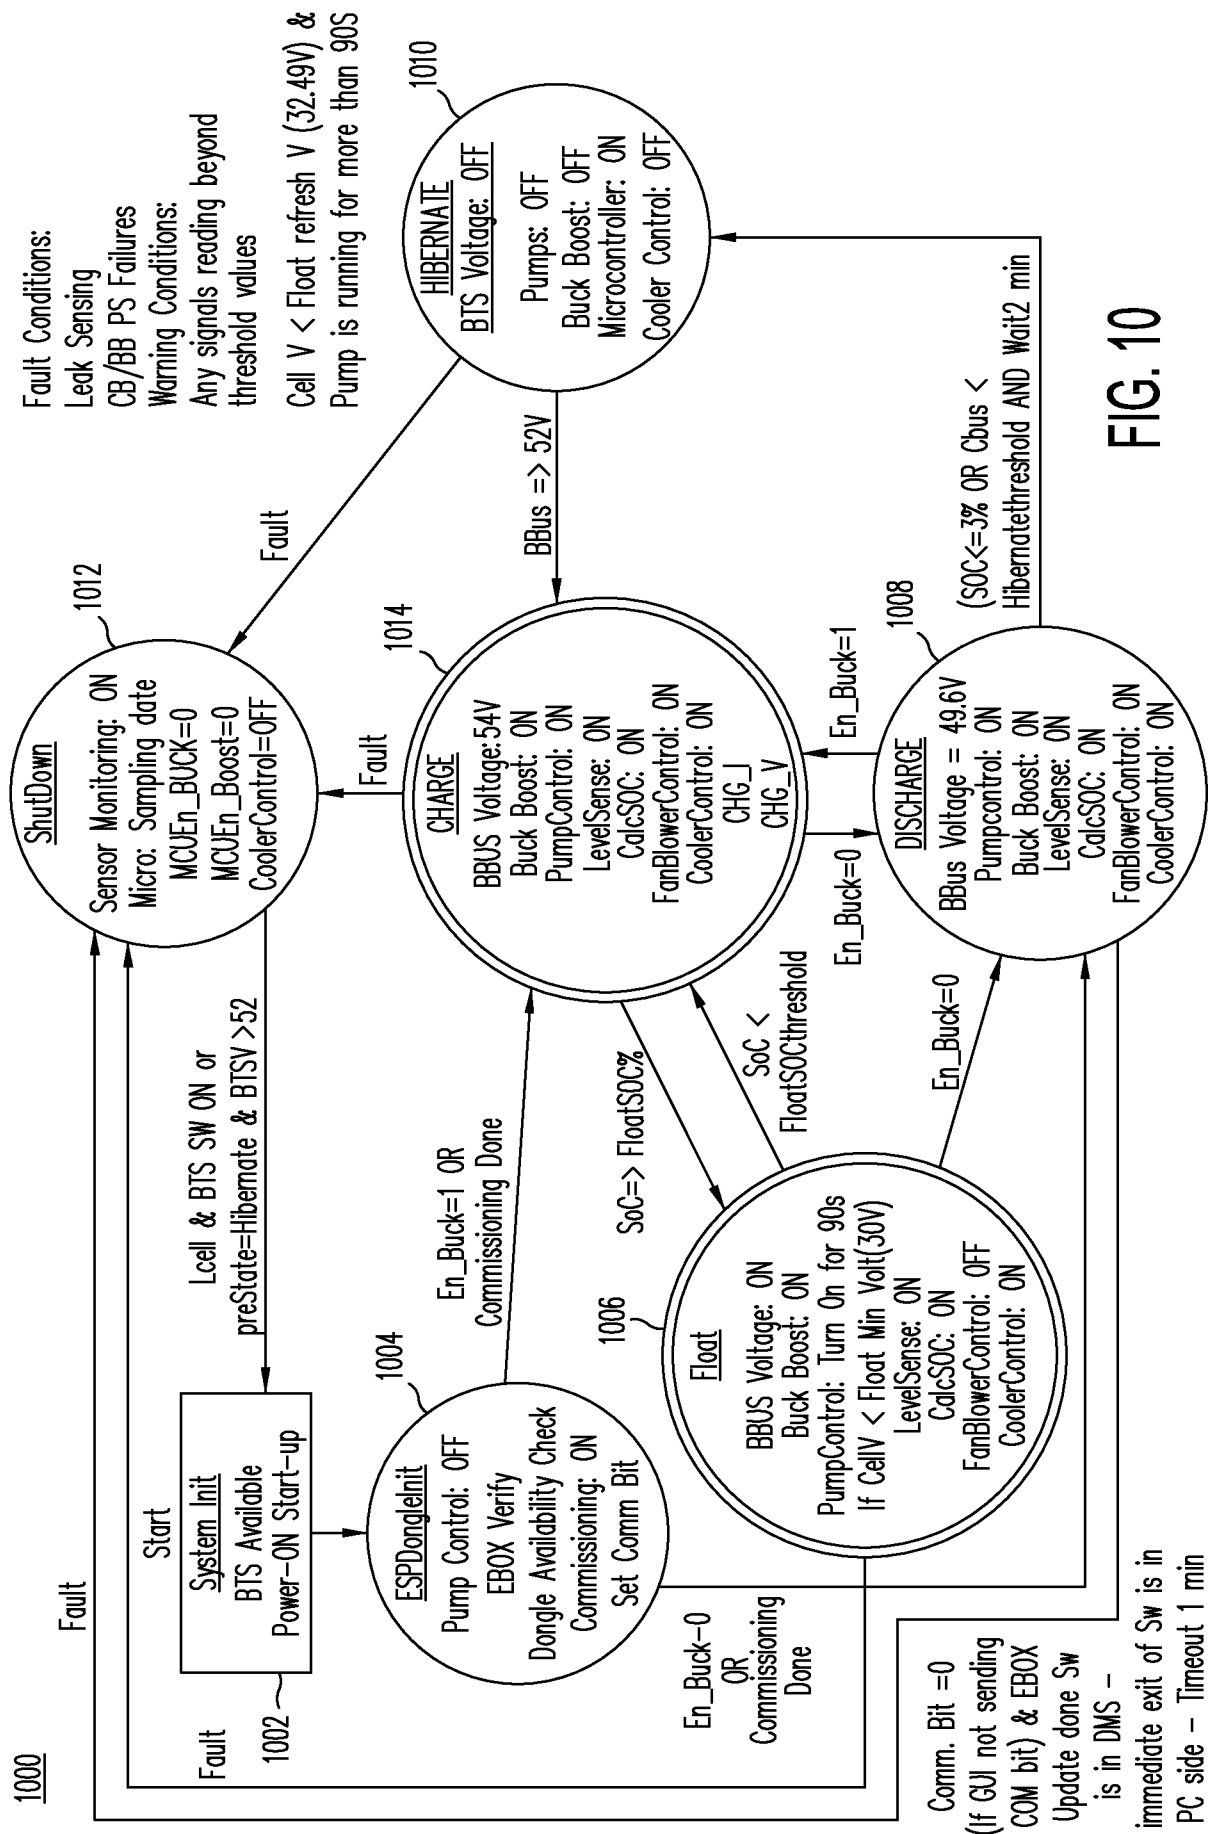 1000
Fault
Fault
Start
System Init
BTS Available
Power-ON Start-up
1002
Lcell & BTS SW ON or
preState=Hibernate & BTSV >52
ShutDown
Sensor Monitoring: ON
Micro: Sampling date
MCUEn_BUCK=0
MCUEn_Boost=0
CoolerControl=OFF
1012
Fault Conditions:
Leak Sensing
CB/BB PS Failures
Warning Conditions:
Any signals reading beyond
threshold values
Cell V < Float refresh V (32.49V) &
Pump is running for more than 90S
Fault
Fault
ESPDongleInit
Pump Control: OFF
EBOX Verify
Dongle Availability Check
Commissioning: ON
Set Comm Bit
1004
En_Buck=1 OR
Commissioning Done
CHARGE
BBUS Voltage:54V
Buck Boost: ON
PumpControl: ON
LevelSense: ON
CalcSOC: ON
FanBlowerControl: ON
CoolerControl: ON
CHG_I
CHG_V
1014
BBus => 52V
HIBERNATE
BTS Voltage: OFF
Pumps: OFF
Buck Boost: OFF
Microcontroller: ON
Cooler Control: OFF
1010
SoC=> FloatSOC%
SoC <
FloatSOCthreshold
Float
BBUS Voltage: ON
Buck Boost: ON
PumpControl: Turn On for 90s
If CellV < Float Min Volt(30V)
LevelSense: ON
CalcSOC: ON
FanBlowerControl: OFF
CoolerControl: ON
1006
En_Buck=0
En_Buck=0
En_Buck=1
DISCHARGE
BBus Voltage = 49.6V
Pumpcontrol: ON
Buck Boost: ON
LevelSense: ON
CalcSOC: ON
FanBlowerControl: ON
CoolerControl: ON
1008
(SOC<=3% OR Cbus <
Hibernatethreshold AND Wait2 min
En_Buck-0
OR
Commissioning
Done
Comm. Bit =0
(If GUI not sending
COM bit) & EBOX
Update done Sw
is in DMS -
immediate exit of Sw is in
PC side - Timeout 1 min
FIG. 10